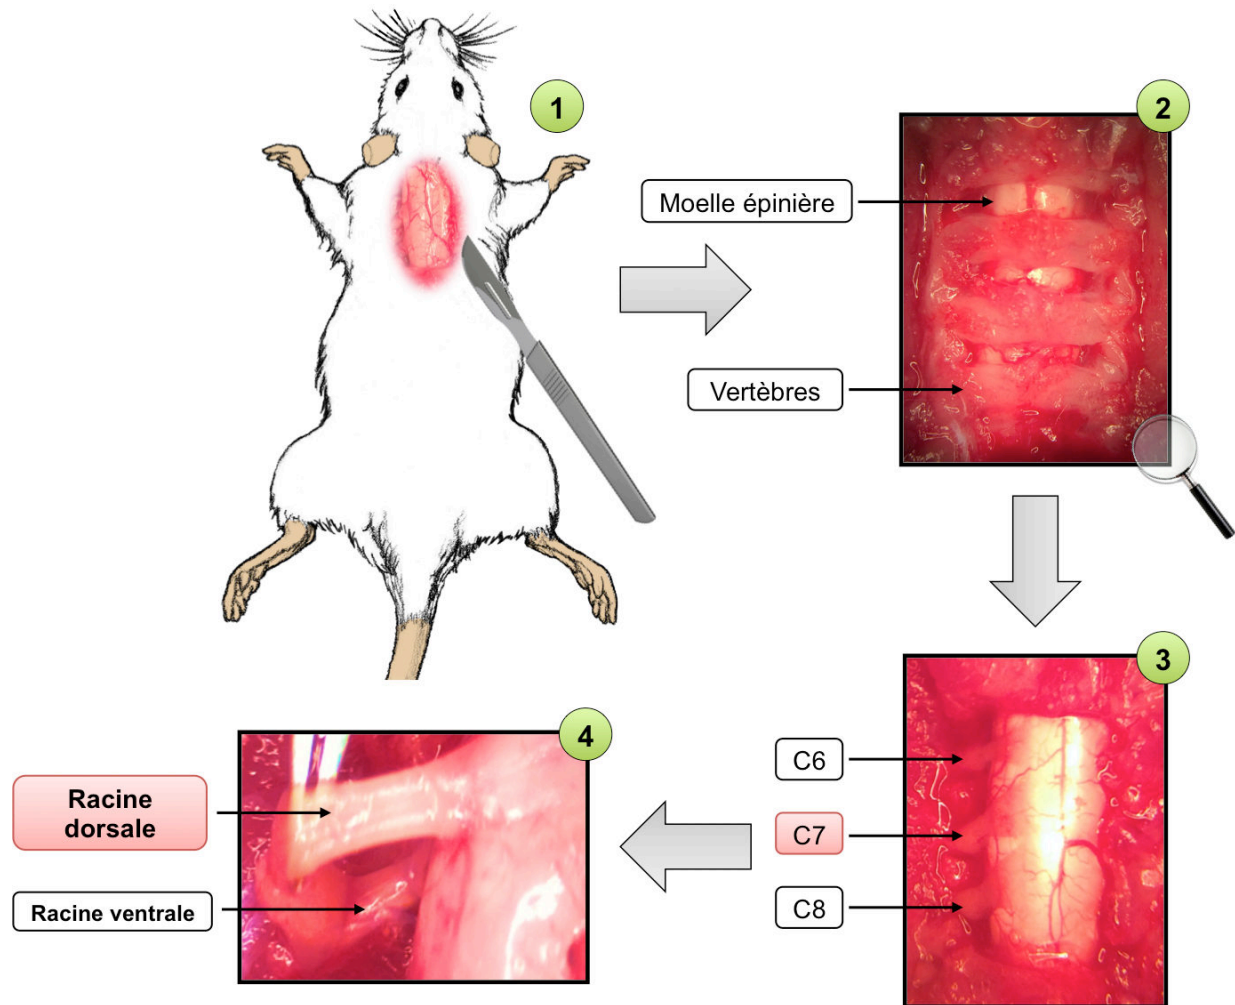 1
2
Moelle épinière
Vertèbres
3
C6
C7
C8
4
Racine
dorsale
Racine ventrale